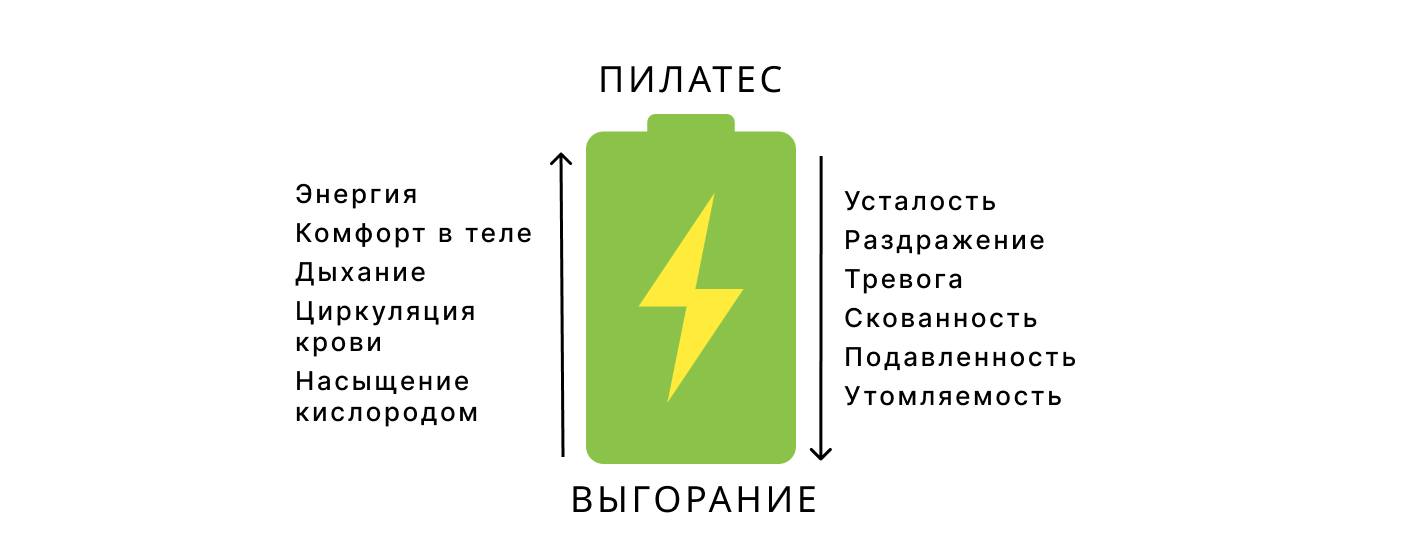 ПИЛАТЕС
Энергия
Комфорт в теле
Дыхание
Циркуляция
крови
Насыщение
кислородом
Усталость
Раздражение
Тревога
Скованность
Подавленность
Утомляемость
ВЫГОРАНИЕ